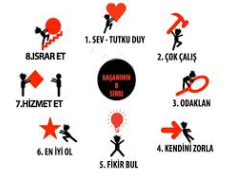 1. SEV - TUTKU DUY
2. ÇOK ÇALIŞ
3. ODAKLAN
4. KENDİNİ ZORLA
5. FİKİR BUL
6. EN İYİ OL
7.HİZMET ET
8.ISRAR ET
BAŞARININ
8
SIRRI